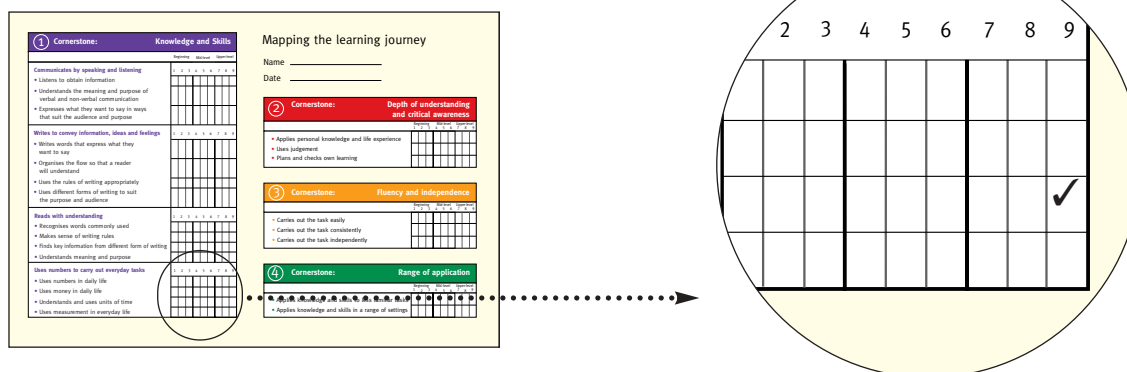 1 Cornerstone: Knowledge and Skills
Beginning Mid-level Upper-level
Communicates by speaking and listening 1 2 3 4 5 6 7 8 9
• Listens to obtain information
• Understands the meaning and purpose of
verbal and non-verbal communication
• Expresses what they want to say in ways
that suit the audience and purpose
Writes to convey information, ideas and feelings 1 2 3 4 5 6 7 8 9
• Writes words that express what they
want to say
• Organises the flow so that a reader
will understand
• Uses the rules of writing appropriately
• Uses different forms of writing to suit
the purpose and audience
Reads with understanding 1 2 3 4 5 6 7 8 9
• Recognises words commonly used
• Makes sense of writing rules
• Finds key information from different form of writing
• Understands meaning and purpose
Uses numbers to carry out everyday tasks 1 2 3 4 5 6 7 8 9
• Uses numbers in daily life
• Uses money in daily life
• Understands and uses units of time
• Uses measurement in everyday life
Mapping the learning journey
Name
Date
2 Cornerstone: Depth of understanding
and critical awareness
Beginning Mid-level Upper-level
1 2 3 4 5 6 7 8 9
• Applies personal knowledge and life experience
• Uses judgement
• Plans and checks own learning
3 Cornerstone: Fluency and independence
Beginning Mid-level Upper-level
1 2 3 4 5 6 7 8 9
• Carries out the task easily
• Carries out the task consistently
• Carries out the task independently
4 Cornerstone: Range of application
Beginning Mid-level Upper-level
1 2 3 4 5 6 7 8 9
• Applies knowledge and skills to
• Applies knowledge and skills in a range of settings
2 3 4 5 6 7 8 9
✓